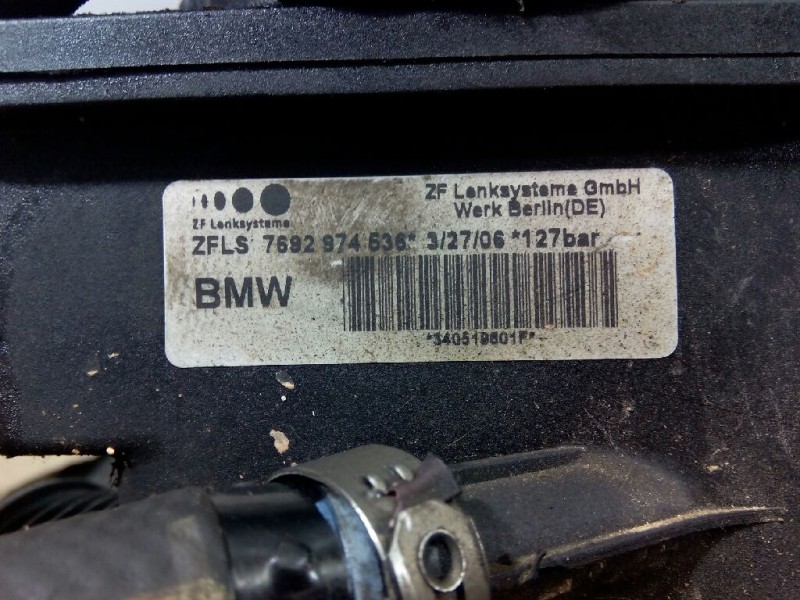 ZF Lenksysteme GmbH
Werk Berlin(DE)
ZF Lenksysteme
ZFLS 7692 974 536* 3/27/06 *127bar
BMW
*340519601F*